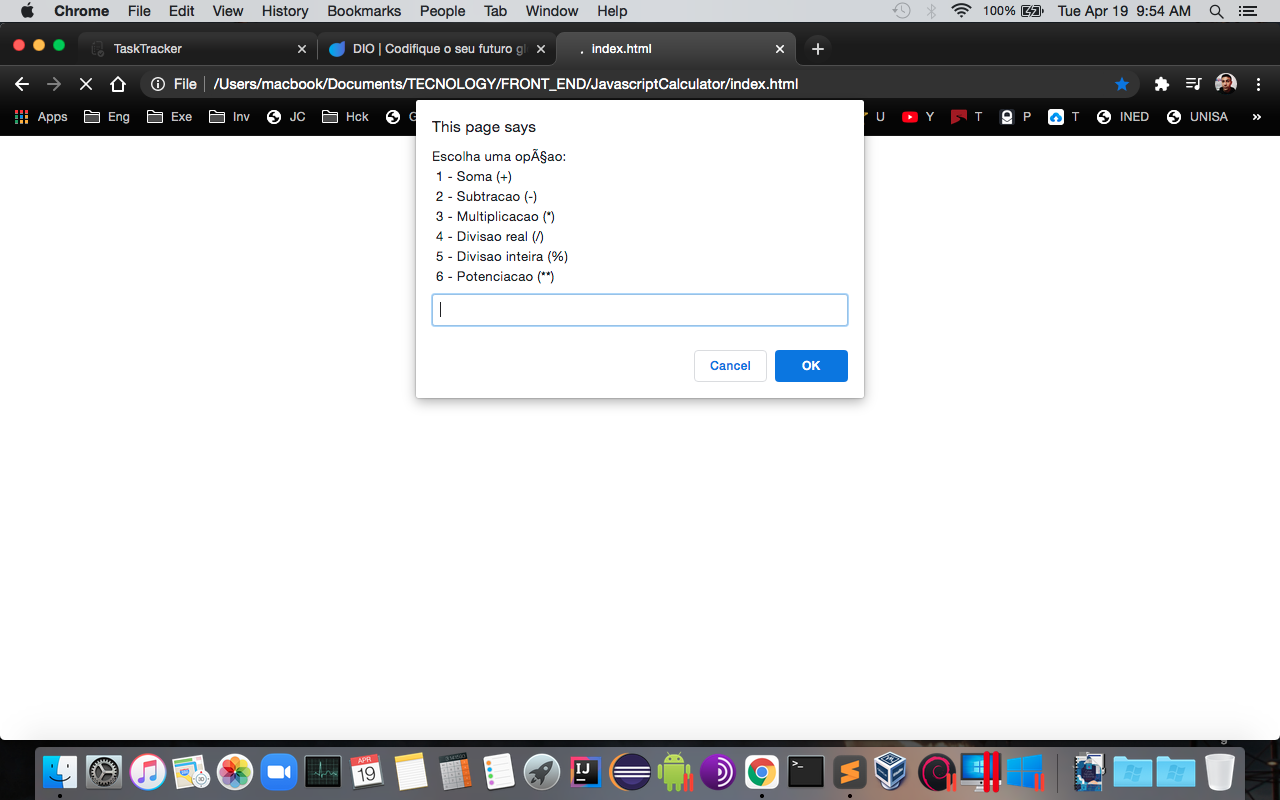 Chrome File Edit View History Bookmarks People Tab Window Help 100% Tue Apr 19 9:54 AM
TaskTracker DIO | Codifique o seu futuro gl index.html
File /Users/macbook/Documents/TECNOLOGY/FRONT_END/JavascriptCalculator/index.html
Apps Eng Exe Inv JC Hck G U Y T P T INED UNISA »
This page says
Escolha uma opÃ§ao:
1 - Soma (+)
2 - Subtracao (-)
3 - Multiplicacao (*)
4 - Divisao real (/)
5 - Divisao inteira (%)
6 - Potenciacao (**)
Cancel OK
APR
19
IJ
>_